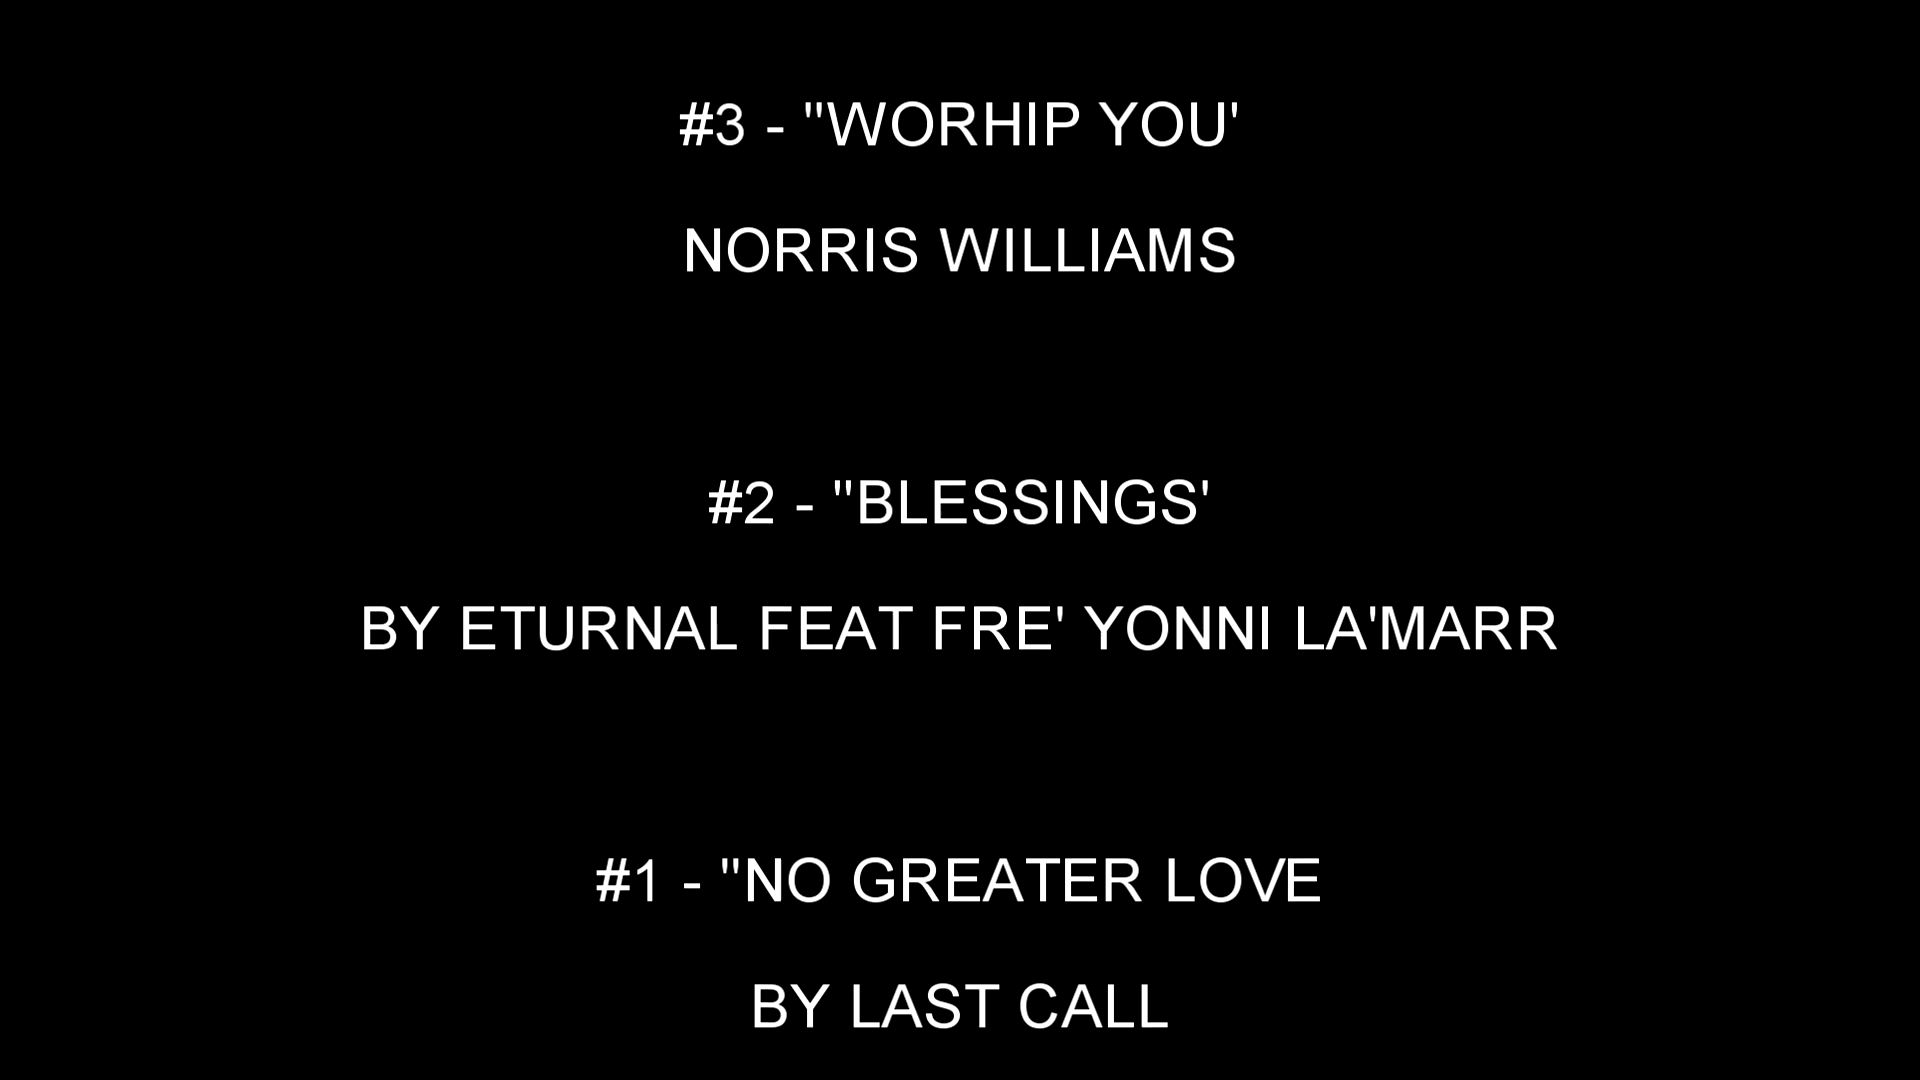 #3 - "WORHIP YOU'
NORRIS WILLIAMS
#2 - "BLESSINGS'
BY ETURNAL FEAT FRE' YONNI LA'MARR
#1 - "NO GREATER LOVE
BY LAST CALL